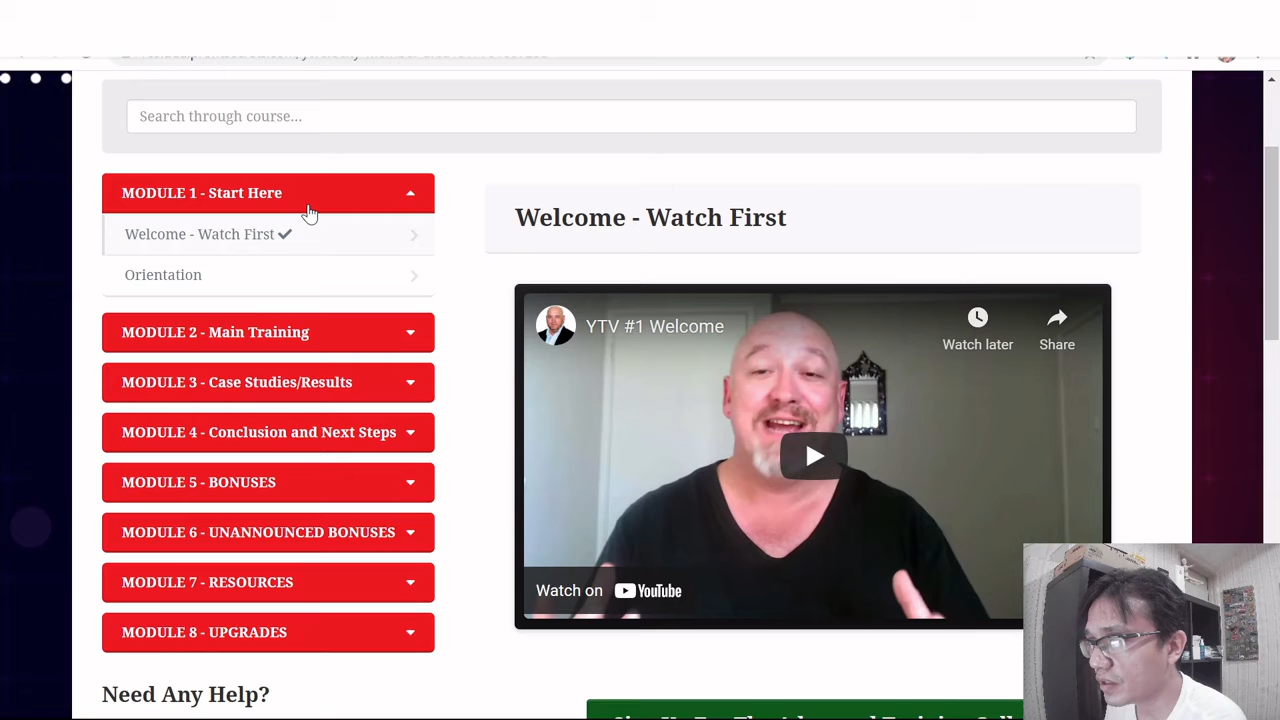 Search through course...
MODULE 1 - Start Here
Welcome - Watch First
Orientation
MODULE 2 - Main Training
MODULE 3 - Case Studies/Results
MODULE 4 - Conclusion and Next Steps
MODULE 5 - BONUSES
MODULE 6 - UNANNOUNCED BONUSES
MODULE 7 - RESOURCES
MODULE 8 - UPGRADES
Need Any Help?
Welcome - Watch First
YTV #1 Welcome
Watch later
Share
Watch on YouTube